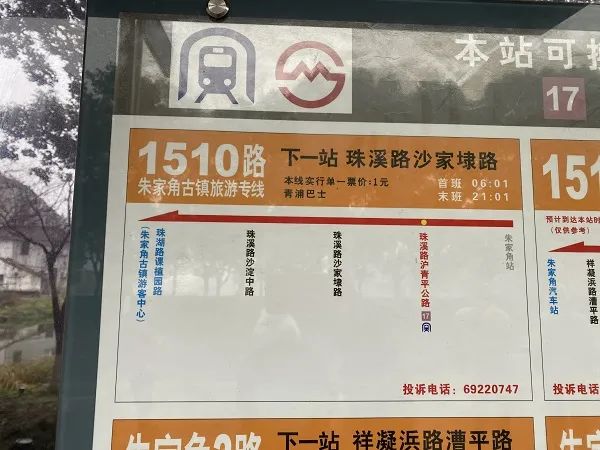 本站可
17
1510路
朱家角古镇旅游专线
下一站 珠溪路沙家埭路
本线实行单一票价:1元
青浦巴士
首班 06:01
末班 21:01
珠湖路课植园路
(朱家角古镇游客中心)
珠溪路沙淀中路
珠溪路沙家埭路
珠溪路沪青平公路
17
朱家角站
投诉电话: 69220747
151
预计到达本站时
(仅供参考)
朱家角汽车站
祥凝浜路漕平路
投诉电话
朱家角2路
下一站 祥凝浜路漕平路